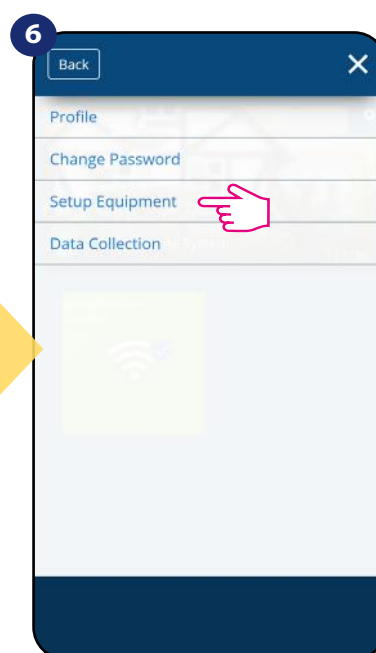 6
Back
Profile
Change Password
Setup Equipment
Data Collection